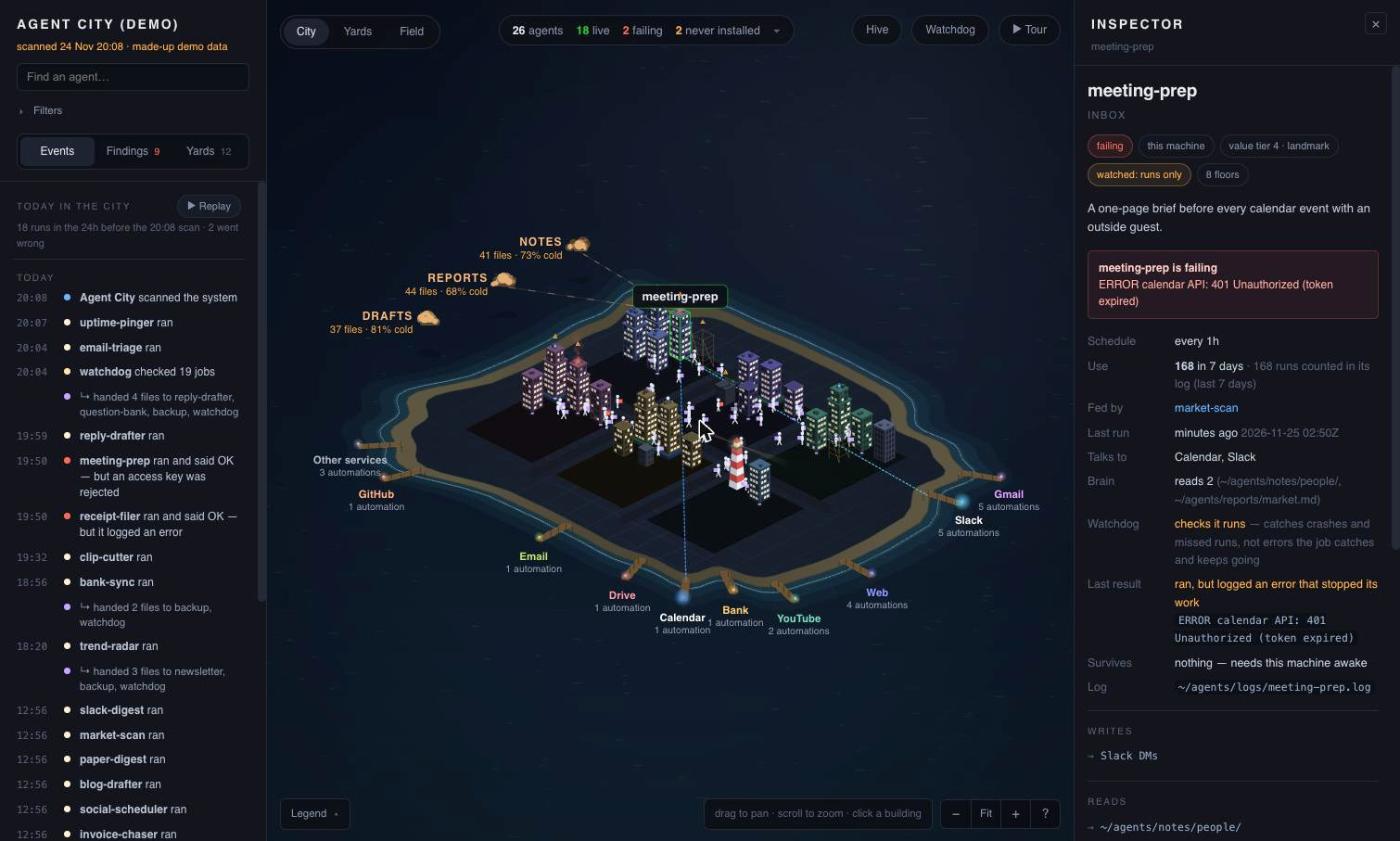 AGENT CITY (DEMO)
scanned 24 Nov 20:08 · made-up demo data
Find an agent…
Filters
Events
Findings 9
Yards 12
TODAY IN THE CITY
▶ Replay
18 runs in the 24h before the 20:08 scan · 2 went
wrong
TODAY
20:08 Agent City scanned the system
20:07 uptime-pinger ran
20:04 email-triage ran
20:04 watchdog checked 19 jobs
↳ handed 4 files to reply-drafter,
question-bank, backup, watchdog
19:59 reply-drafter ran
19:50 meeting-prep ran and said OK
— but an access key was
rejected
19:50 receipt-filer ran and said OK —
but it logged an error
19:32 clip-cutter ran
18:56 bank-sync ran
↳ handed 2 files to backup,
watchdog
18:20 trend-radar ran
↳ handed 3 files to newsletter,
backup, watchdog
12:56 slack-digest ran
12:56 market-scan ran
12:56 paper-digest ran
12:56 blog-drafter ran
12:56 social-scheduler ran
12:56 invoice-chaser ran
City
Yards
Field
26 agents 18 live 2 failing 2 never installed
Hive
Watchdog
▶ Tour
NOTES
41 files · 73% cold
REPORTS
44 files · 68% cold
DRAFTS
37 files · 81% cold
meeting-prep
Other services
3 automations
GitHub
1 automation
Email
1 automation
Drive
1 automation
Calendar
1 automation
Bank
1 automation
YouTube
2 automations
Web
4 automations
Slack
5 automations
Gmail
5 automations
Legend
drag to pan · scroll to zoom · click a building
−
Fit
+
?
INSPECTOR
×
meeting-prep
meeting-prep
INBOX
failing
this machine
value tier 4 · landmark
watched: runs only
8 floors
A one-page brief before every calendar event with an
outside guest.
meeting-prep is failing
ERROR calendar API: 401 Unauthorized (token
expired)
Schedule every 1h
Use 168 in 7 days · 168 runs counted in its
log (last 7 days)
Fed by market-scan
Last run minutes ago 2026-11-25 02:50Z
Talks to Calendar, Slack
Brain reads 2 (~/agents/notes/people/,
~/agents/reports/market.md)
Watchdog checks it runs — catches crashes and
missed runs, not errors the job catches
and keeps going
Last result ran, but logged an error that stopped its
work
ERROR calendar API: 401
Unauthorized (token expired)
Survives nothing — needs this machine awake
Log ~/agents/logs/meeting-prep.log
WRITES
→ Slack DMs
READS
→ ~/agents/notes/people/